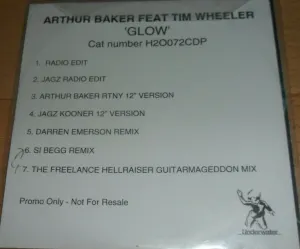 ARTHUR BAKER FEAT TIM WHEELER
'GLOW'
Cat number H2O072CDP
1. RADIO EDIT
2. JAGZ RADIO EDIT
3. ARTHUR BAKER RTNY 12" VERSION
4. JAGZ KOONER 12" VERSION
5. DARREN EMERSON REMIX
6. SI BEGG REMIX
7. THE FREELANCE HELLRAISER GUITARMAGEDDON MIX
Promo Only - Not For Resale
Underwater